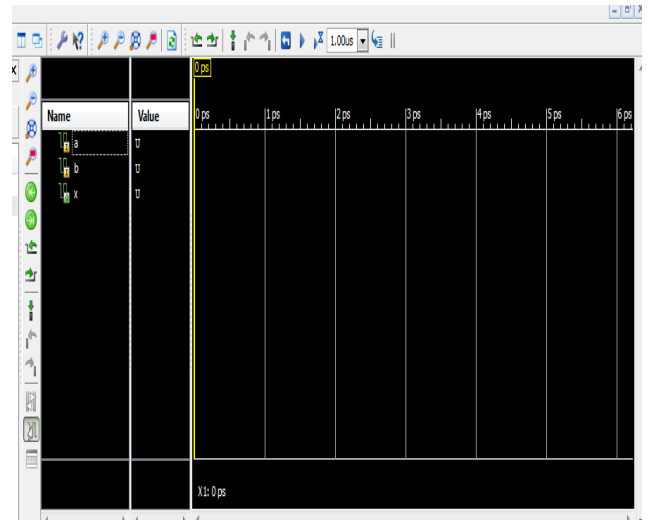 1.00us
0 ps
Name Value 0 ps 1 ps 2 ps 3 ps 4 ps 5 ps 6 ps
a U
b U
x U
X1: 0 ps